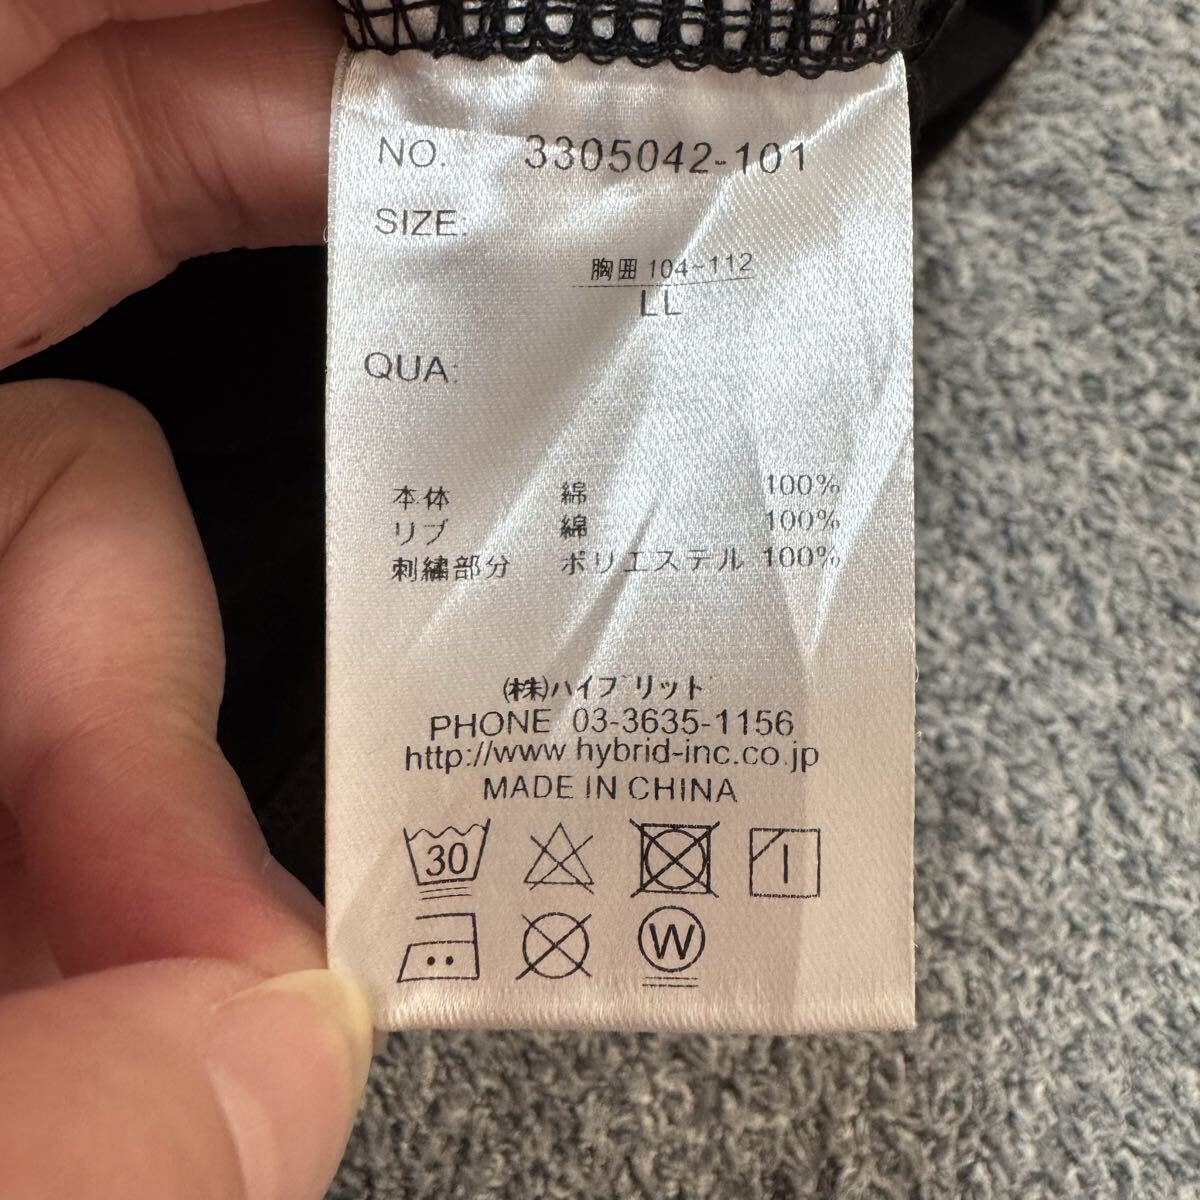 NO. 3305042-101
SIZE:
胸囲 104~112
LL
QUA:
本体 綿 100%
リブ 綿 100%
刺繍部分 ポリエステル 100%
(株)ハイブリット
PHONE 03-3635-1156
http://www.hybrid-inc.co.jp
MADE IN CHINA
30
W